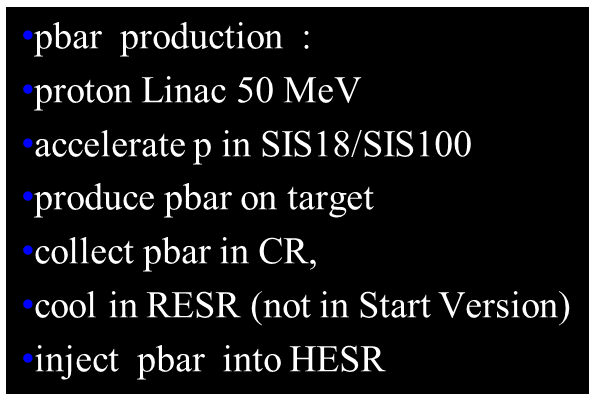 •pbar production :
•proton Linac 50 MeV
•accelerate p in SIS18/SIS100
•produce pbar on target
•collect pbar in CR,
•cool in RESR (not in Start Version)
•inject pbar into HESR